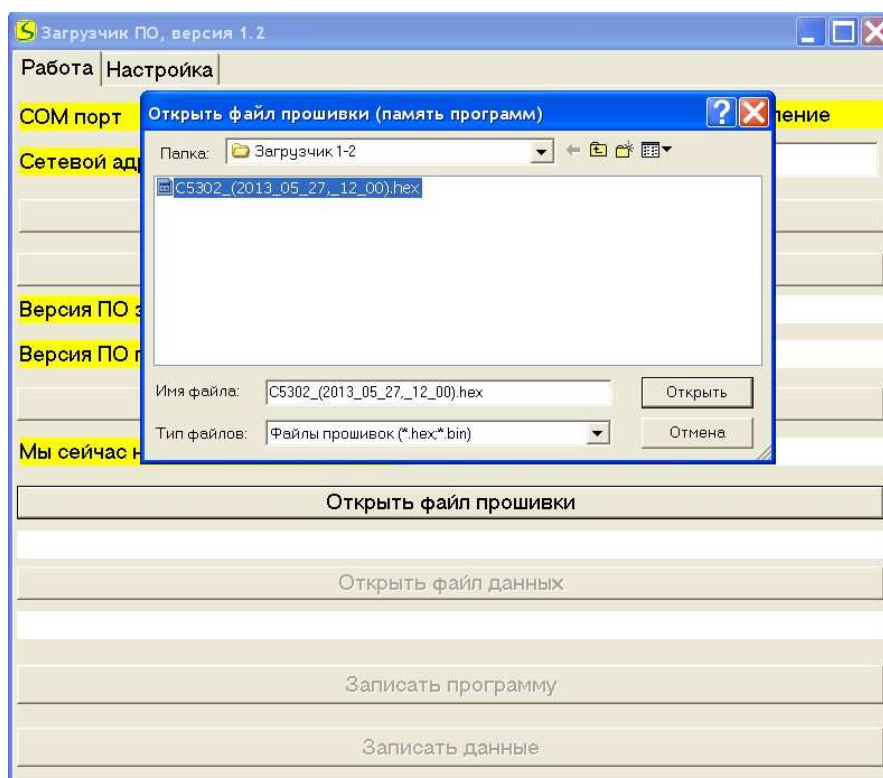 Загрузчик ПО, версия 1.2
Работа Настройка
COM порт
Открыть файл прошивки (память программ)
Папка: Загрузчик 1-2
Сетевой
C5302_(2013_05_27,_12_00).hex
Версия ПО
Версия ПО
Имя файла: C5302_(2013_05_27,_12_00).hex Открыть
Тип файлов: Файлы прошивок (*.hex;*.bin) Отмена
Мы сейчас
Открыть файл прошивки
Открыть файл данных
Записать программу
Записать данные